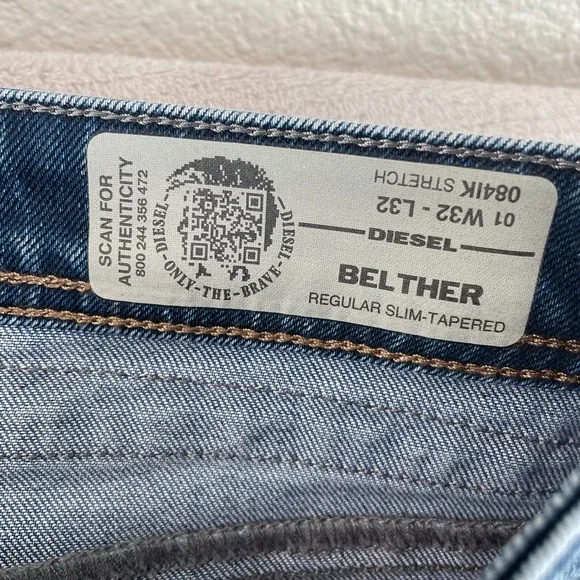 SCAN FOR
AUTHENTICITY
800 244 356 472
DIESEL
ONLY-THE-BRAVE
DIESEL
084IK STRETCH
01 W32 - L32
DIESEL
BELTHER
REGULAR SLIM-TAPERED